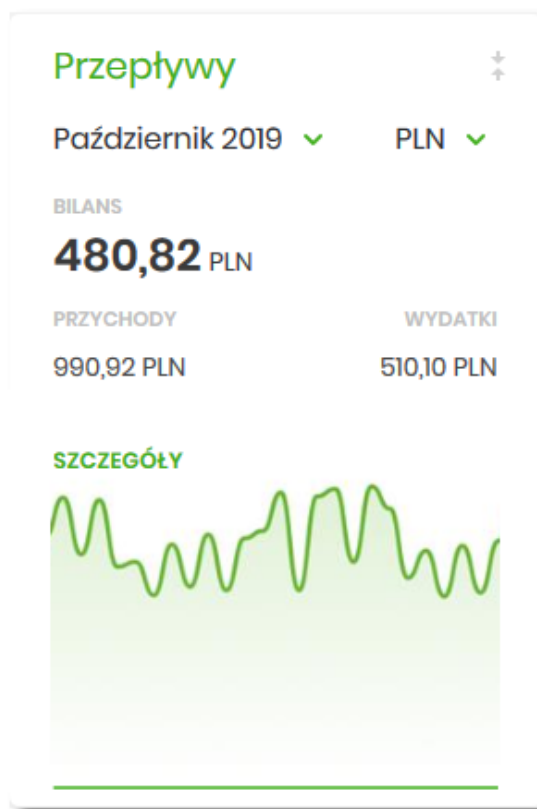 Przepływy
Październik 2019 PLN
BILANS
480,82 PLN
PRZYCHODY WYDATKI
990,92 PLN 510,10 PLN
SZCZEGÓŁY